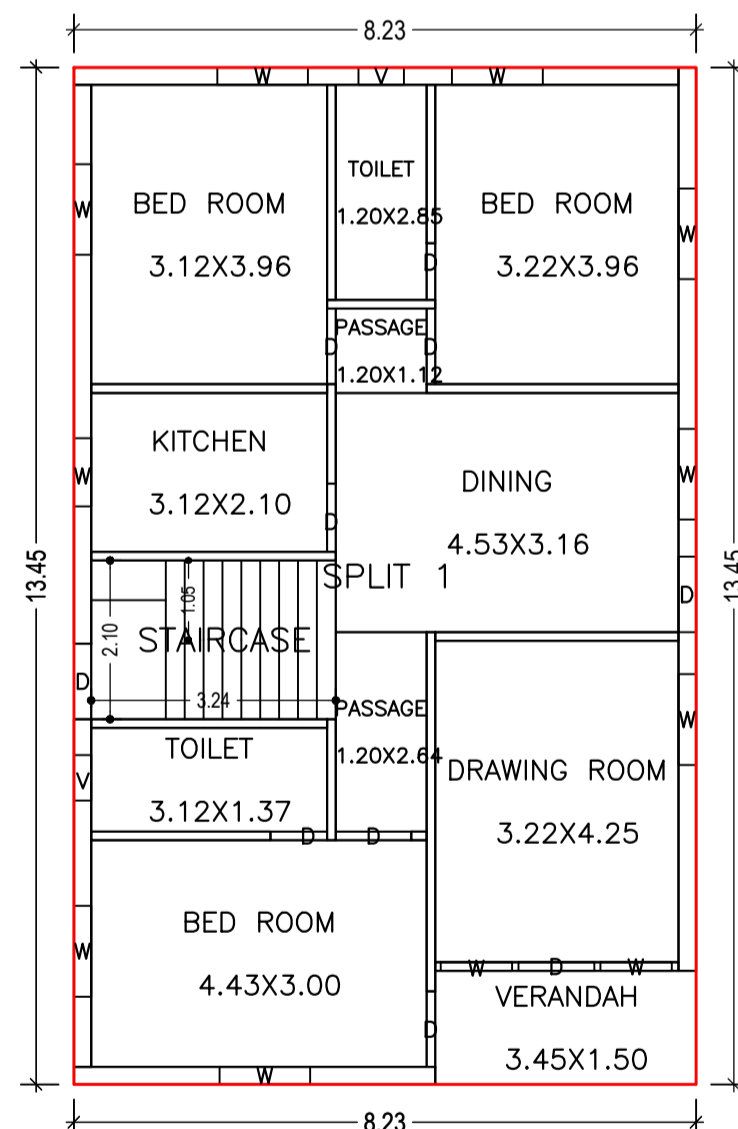 8.23
W V W
TOILET
1.20X2.85
BED ROOM
3.12X3.96
BED ROOM
3.22X3.96
W
W
D
PASSAGE
1.20X1.12
D
D
KITCHEN
3.12X2.10
W
D
DINING
4.53X3.16
W
D
13.45
13.45
SPLIT 1
STAIRCASE
2.10
1.05
3.24
D
PASSAGE
1.20X2.64
W
TOILET
3.12X1.37
V
D D
DRAWING ROOM
3.22X4.25
BED ROOM
4.43X3.00
W
W D W
VERANDAH
3.45X1.50
D
W
8.23